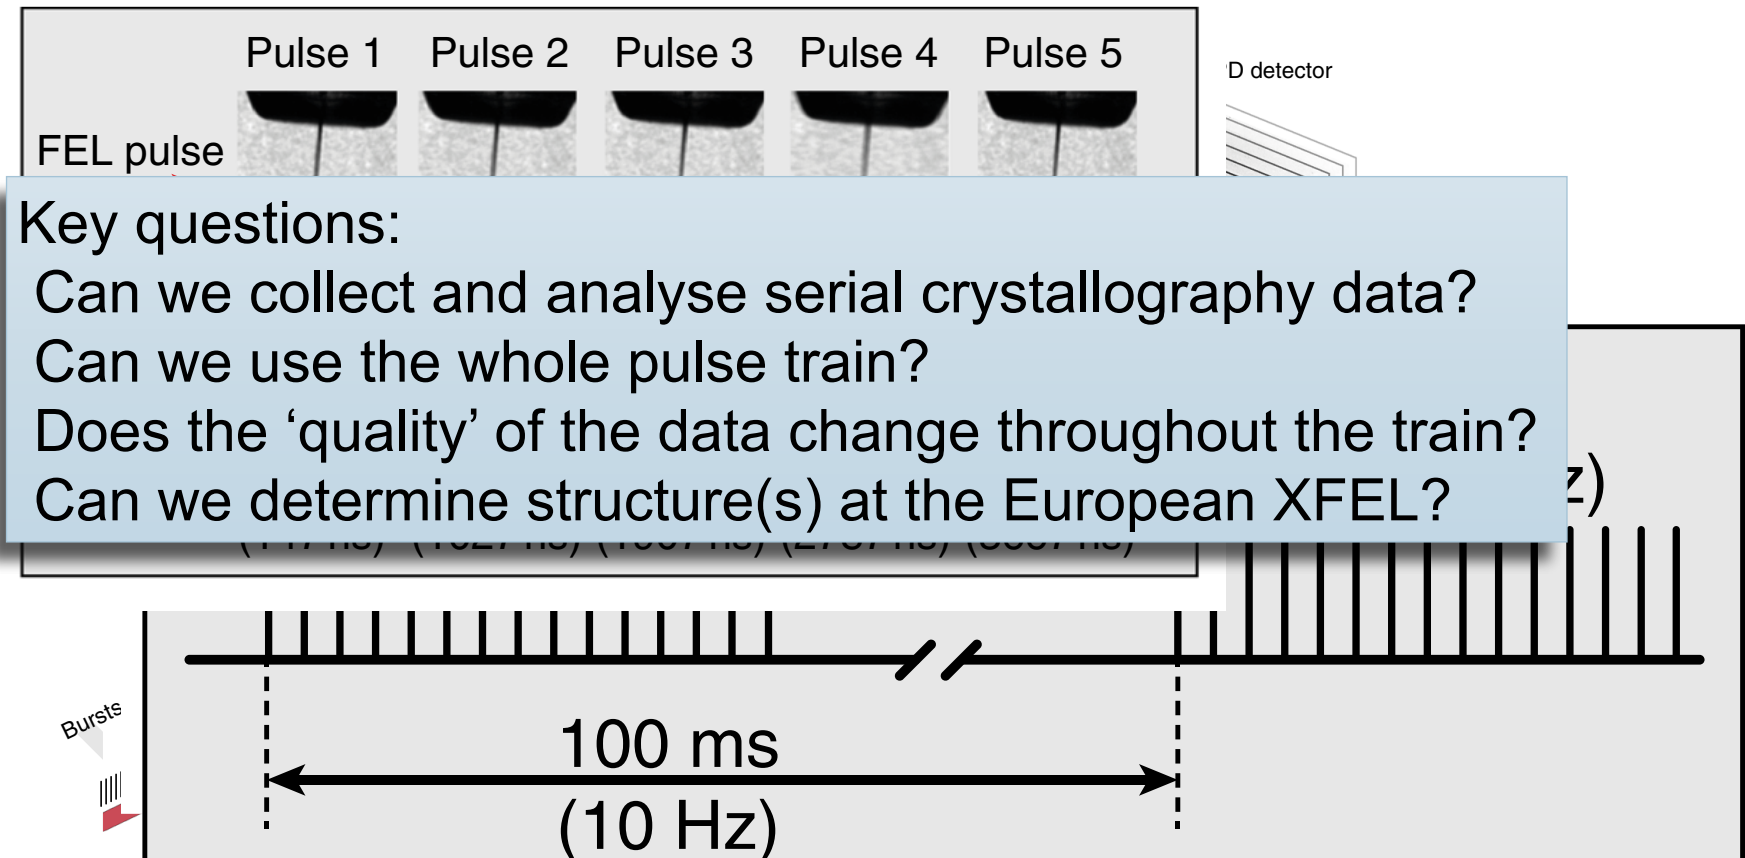 Pulse 1 Pulse 2 Pulse 3 Pulse 4 Pulse 5
D detector
FEL pulse
Key questions:
Can we collect and analyse serial crystallography data?
Can we use the whole pulse train?
Does the ‘quality’ of the data change throughout the train?
Can we determine structure(s) at the European XFEL?
z)
Bursts
100 ms
(10 Hz)